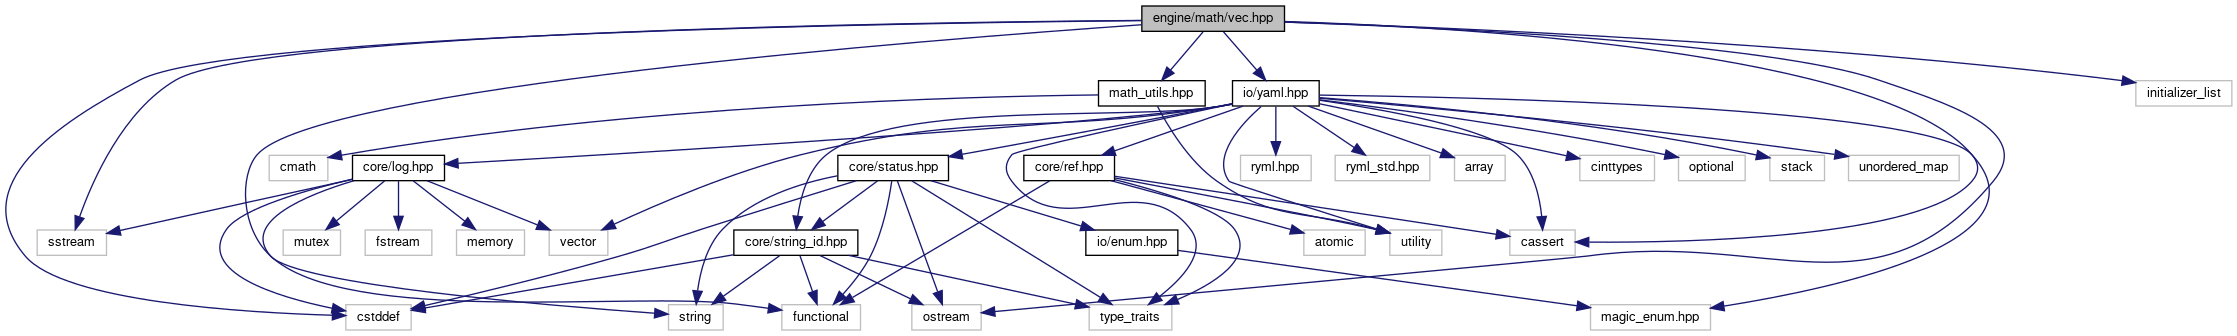 engine/math/vec.hpp
math_utils.hpp
io/yaml.hpp
initializer_list
cmath
core/log.hpp
core/status.hpp
core/ref.hpp
ryml.hpp
ryml_std.hpp
array
cinttypes
optional
stack
unordered_map
sstream
mutex
fstream
memory
vector
core/string_id.hpp
io/enum.hpp
atomic
utility
cassert
cstddef
string
functional
ostream
type_traits
magic_enum.hpp